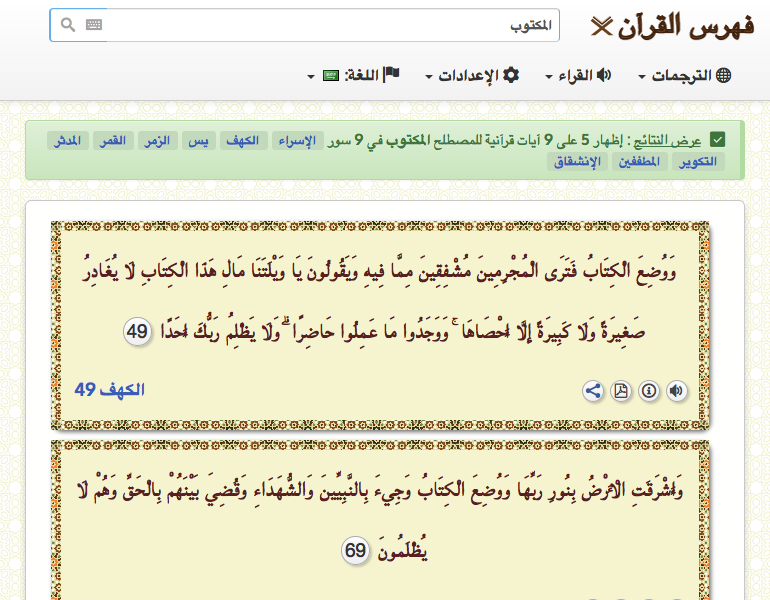 فهرس القرآن
المكتوب
الترجمات القراء الإعدادات اللغة:
عرض النتائج : إظهار 5 على 9 آيات قرآنية للمصطلح المكتوب في 9 سور الإسراء الكهف يس الزمر القمر المدثر
التكوير المطففين الإنشقاق
وَوُضِعَ الْكِتَابُ فَتَرَى الْمُجْرِمِينَ مُشْفِقِينَ مِمَّا فِيهِ وَيَقُولُونَ يَا وَيْلَتَنَا مَالِ هَذَا الْكِتَابِ لَا يُغَادِرُ
صَغِيرَةً وَلَا كَبِيرَةً إِلَّا أَحْصَاهَا ۚ وَوَجَدُوا مَا عَمِلُوا حَاضِرًا ۗ وَلَا يَظْلِمُ رَبُّكَ أَحَدًا 49
الكهف 49
وَأَشْرَقَتِ الْأَرْضُ بِنُورِ رَبِّهَا وَوُضِعَ الْكِتَابُ وَجِيءَ بِالنَّبِيِّينَ وَالشُّهَدَاءِ وَقُضِيَ بَيْنَهُمْ بِالْحَقِّ وَهُمْ لَا
يُظْلَمُونَ 69